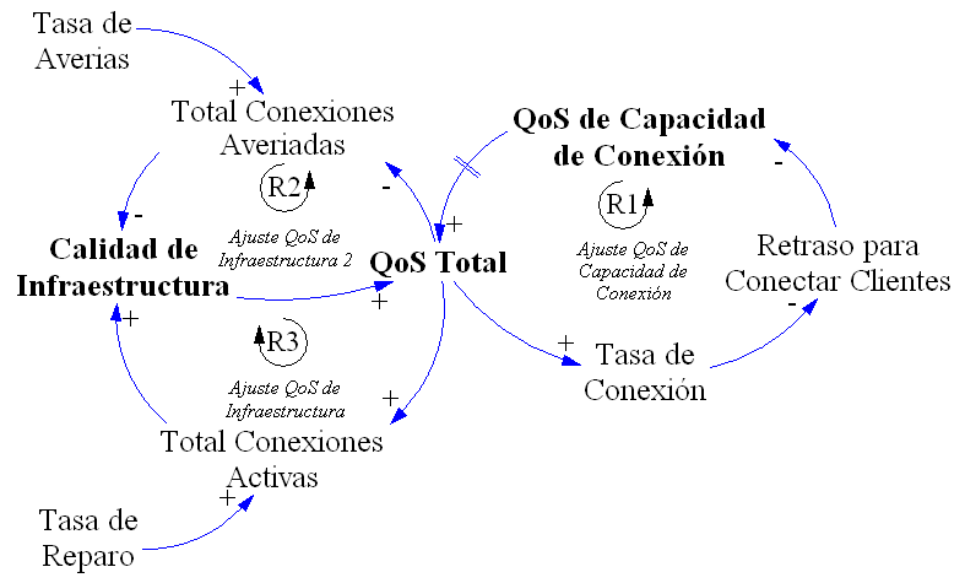 Tasa de
Averias
+
Total Conexiones
Averiadas
R2
-
-
Ajuste QoS de
Infraestructura 2
Calidad de
Infraestructura
+
QoS Total
+
+
QoS de Capacidad
de Conexión
-
R1
Ajuste QoS de
Capacidad de
Conexión
Retraso para
Conectar Clientes
-
+
Tasa de
Conexión
R3
Ajuste QoS de
Infraestructura
+
Total Conexiones
Activas
+
Tasa de
Reparo